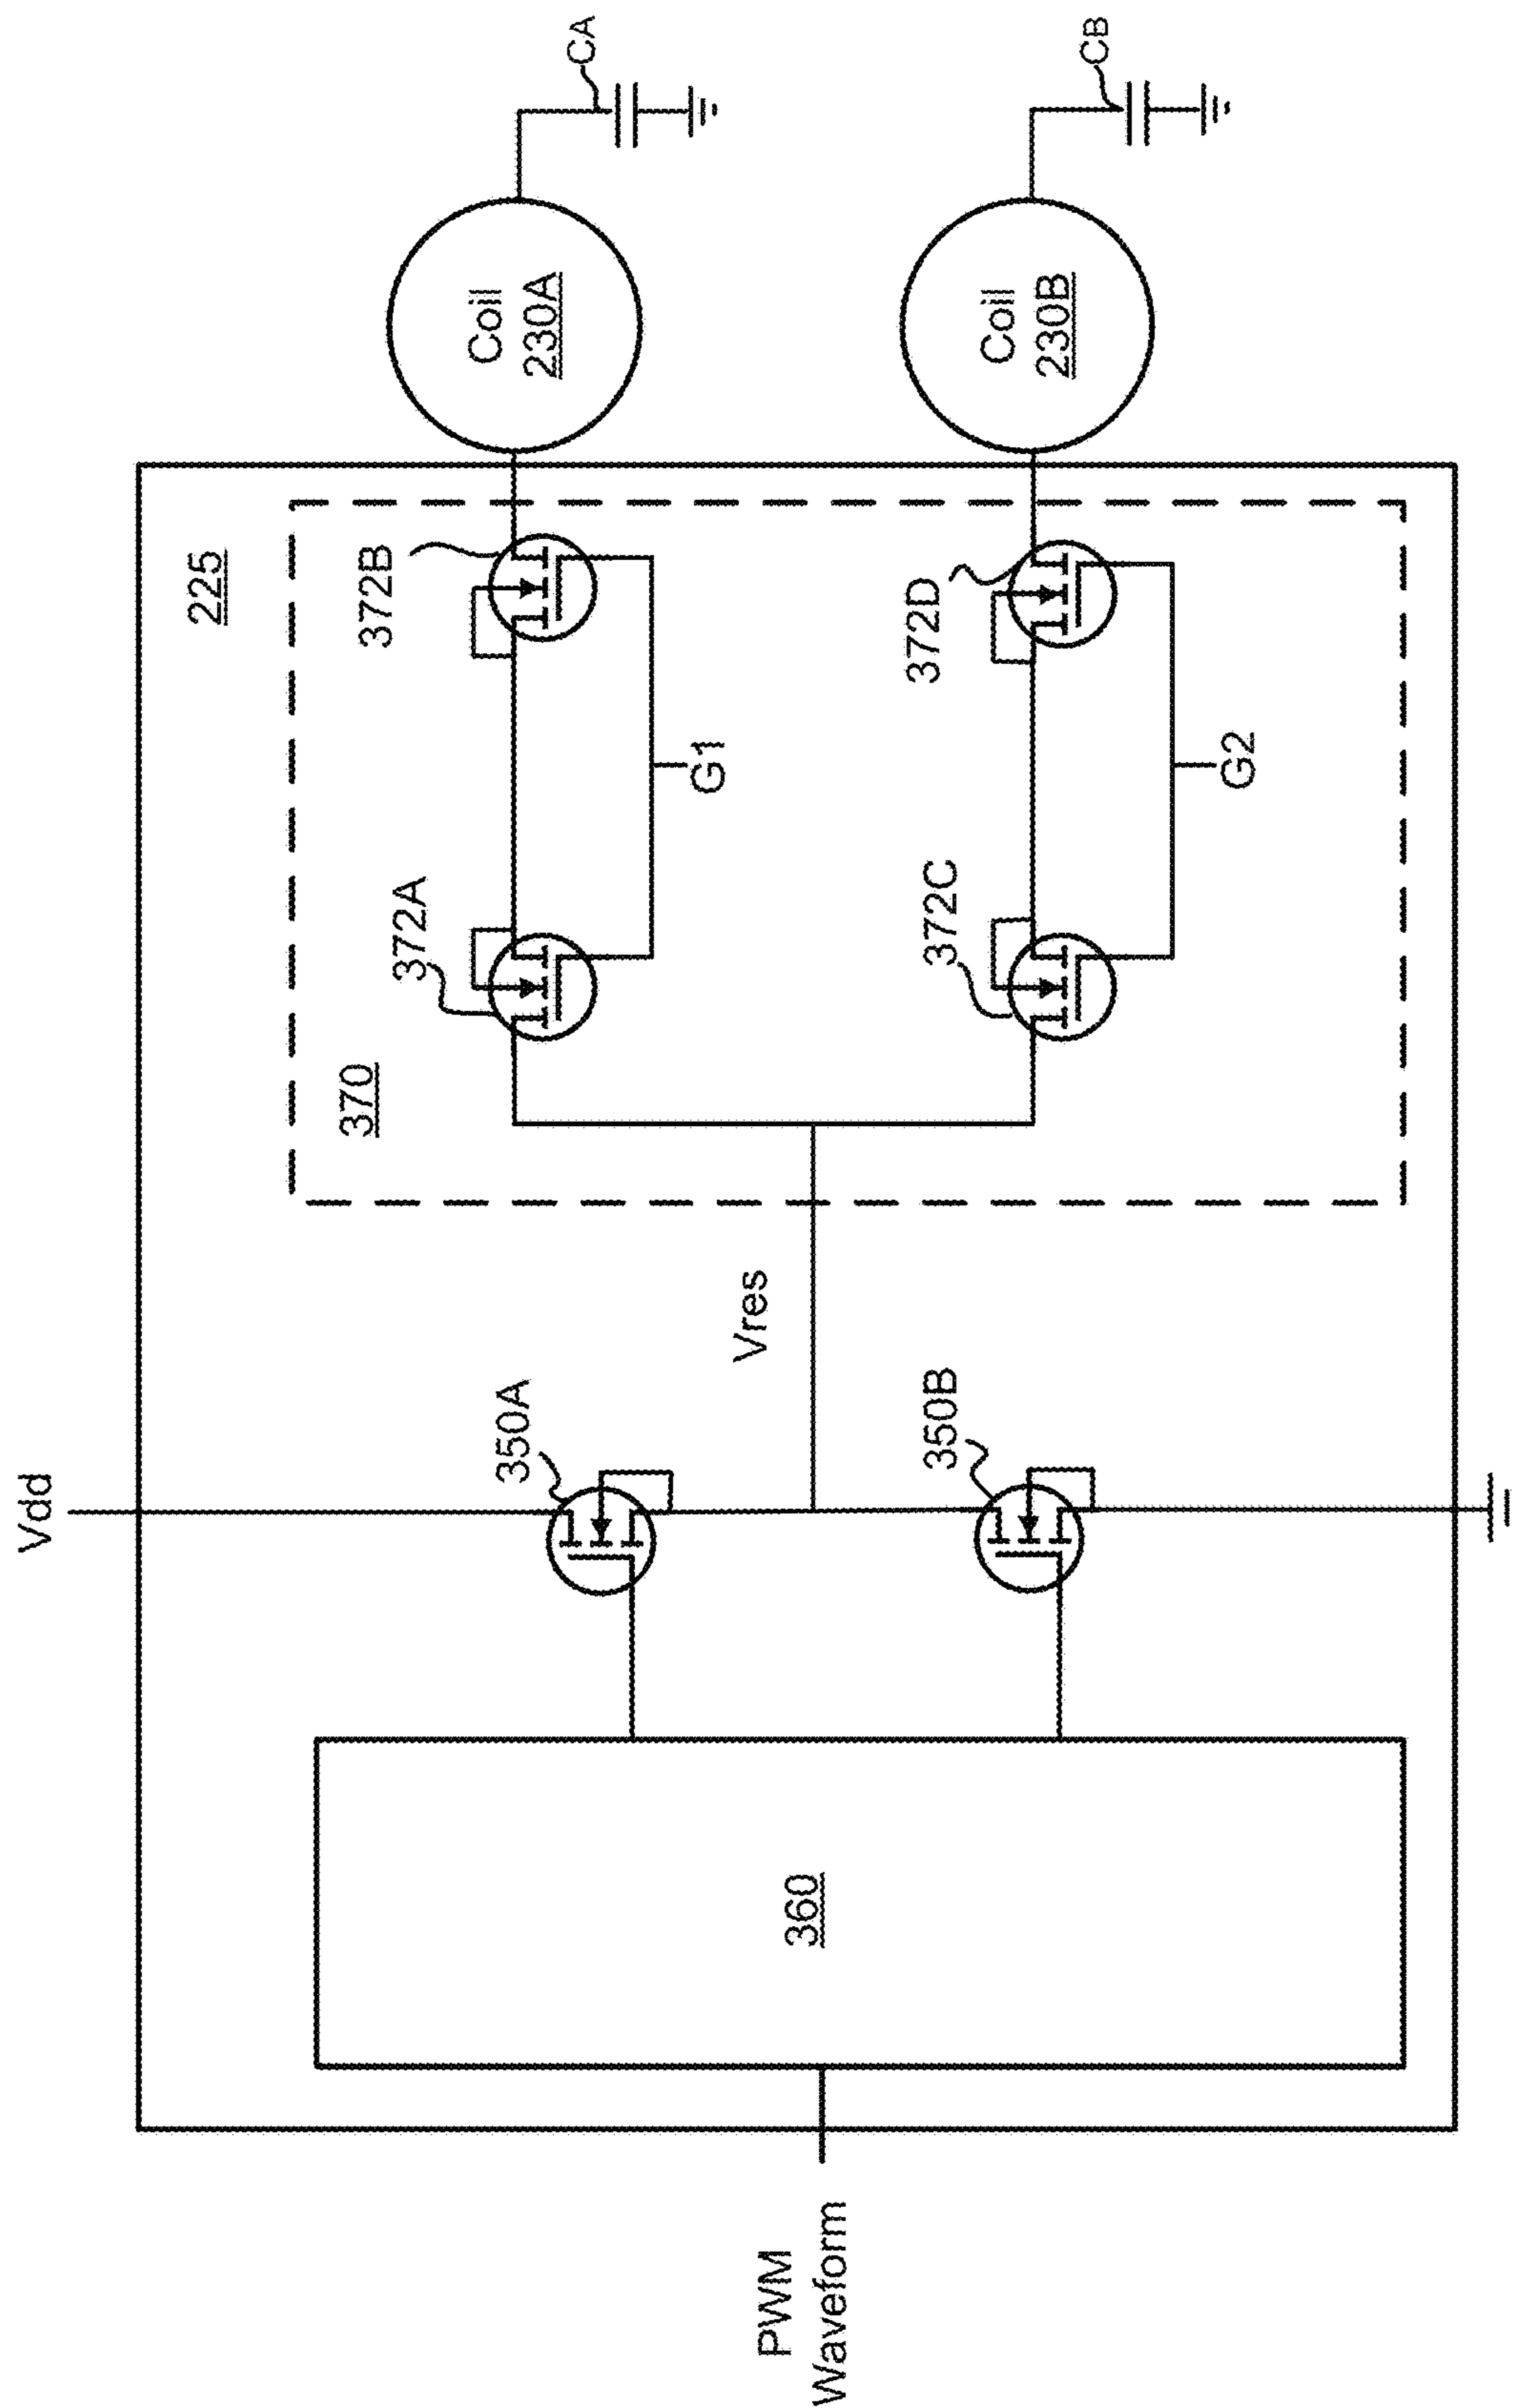 Vdd
225
370
372A
372B
Coil
230A
CA
G1
350A
Vres
350B
372C
372D
Coil
230B
CB
G2
360
PWM
Waveform